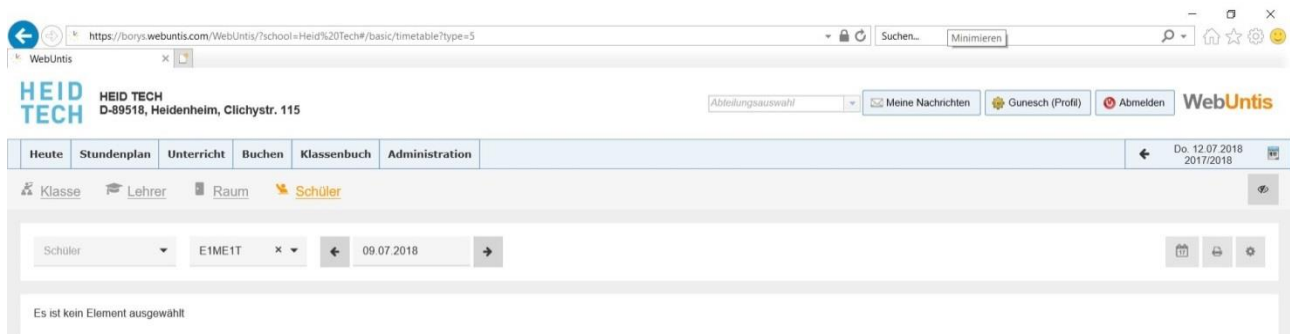 https://borys.webuntis.com/WebUntis/?school=Heid%20Tech#/basic/timetable?type=5
Suchen...
Minimieren
WebUntis
HEID TECH
HEID TECH
D-89518, Heidenheim, Clichystr. 115
Abteilungsauswahl
Meine Nachrichten
Gunesch (Profil)
Abmelden
WebUntis
Heute Stundenplan Unterricht Buchen Klassenbuch Administration
Do. 12.07.2018
2017/2018
Klasse Lehrer Raum Schüler
Schüler E1ME1T 09.07.2018
Es ist kein Element ausgewählt